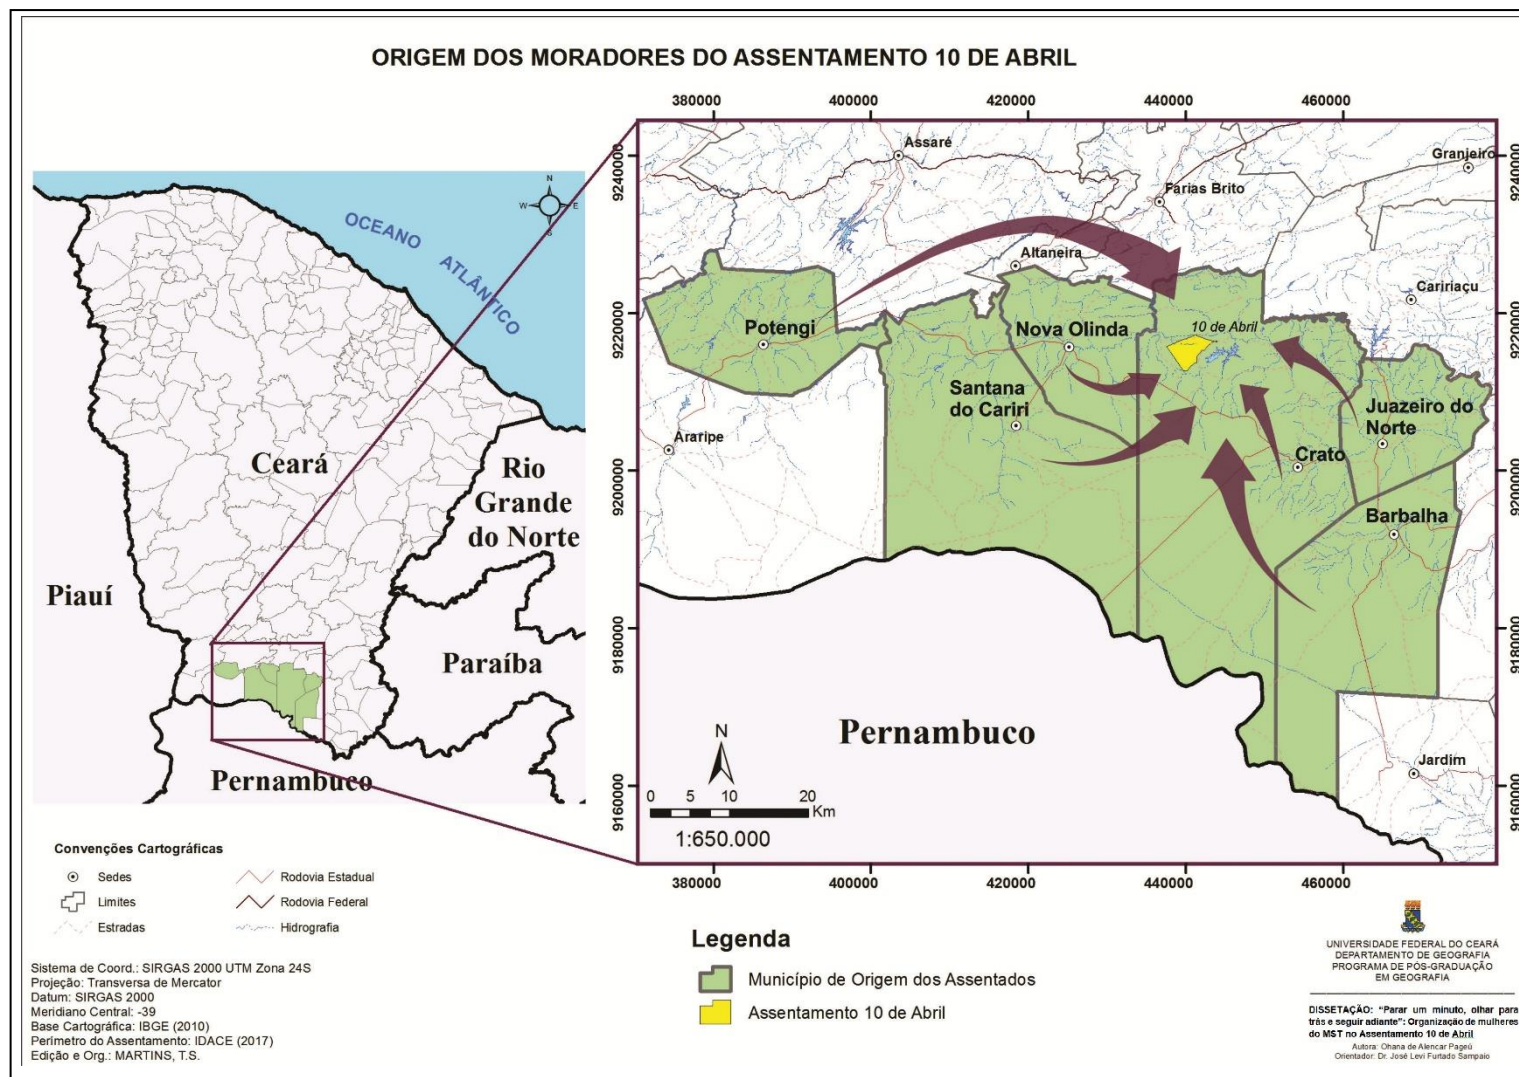 ORIGEM DOS MORADORES DO ASSENTAMENTO 10 DE ABRIL
N
W
E
S
OCEANO
ATLÂNTICO
Ceará
Rio
Grande
do Norte
Piauí
Paraíba
Pernambuco
380000
400000
420000
440000
460000
9240000
9240000
9220000
9220000
9200000
9200000
9180000
9180000
9160000
9160000
Assaré
Granjeiro
Farias Brito
Altaneira
Caririaçu
Potengi
Nova Olinda
10 de Abril
Santana
do Cariri
Juazeiro do
Norte
Araripe
Crato
Barbalha
Pernambuco
Jardim
N
0 5 10 20
Km
1:650.000
380000
400000
420000
440000
460000
Convenções Cartográficas
Sedes
Rodovia Estadual
Limites
Rodovia Federal
Estradas
Hidrografia
Sistema de Coord.: SIRGAS 2000 UTM Zona 24S
Projeção: Transversa de Mercator
Datum: SIRGAS 2000
Meridiano Central: -39
Base Cartográfica: IBGE (2010)
Perímetro do Assentamento: IDACE (2017)
Edição e Org.: MARTINS, T.S.
Legenda
Município de Origem dos Assentados
Assentamento 10 de Abril
UNIVERSIDADE FEDERAL DO CEARÁ
DEPARTAMENTO DE GEOGRAFIA
PROGRAMA DE PÓS-GRADUAÇÃO
EM GEOGRAFIA
DISSETAÇÃO: “Parar um minuto, olhar para
trás e seguir adiante”: Organização de mulheres
do MST no Assentamento 10 de Abril
Autora: Ohana de Alencar Pageú
Orientador: Dr. José Levi Furtado Sampaio